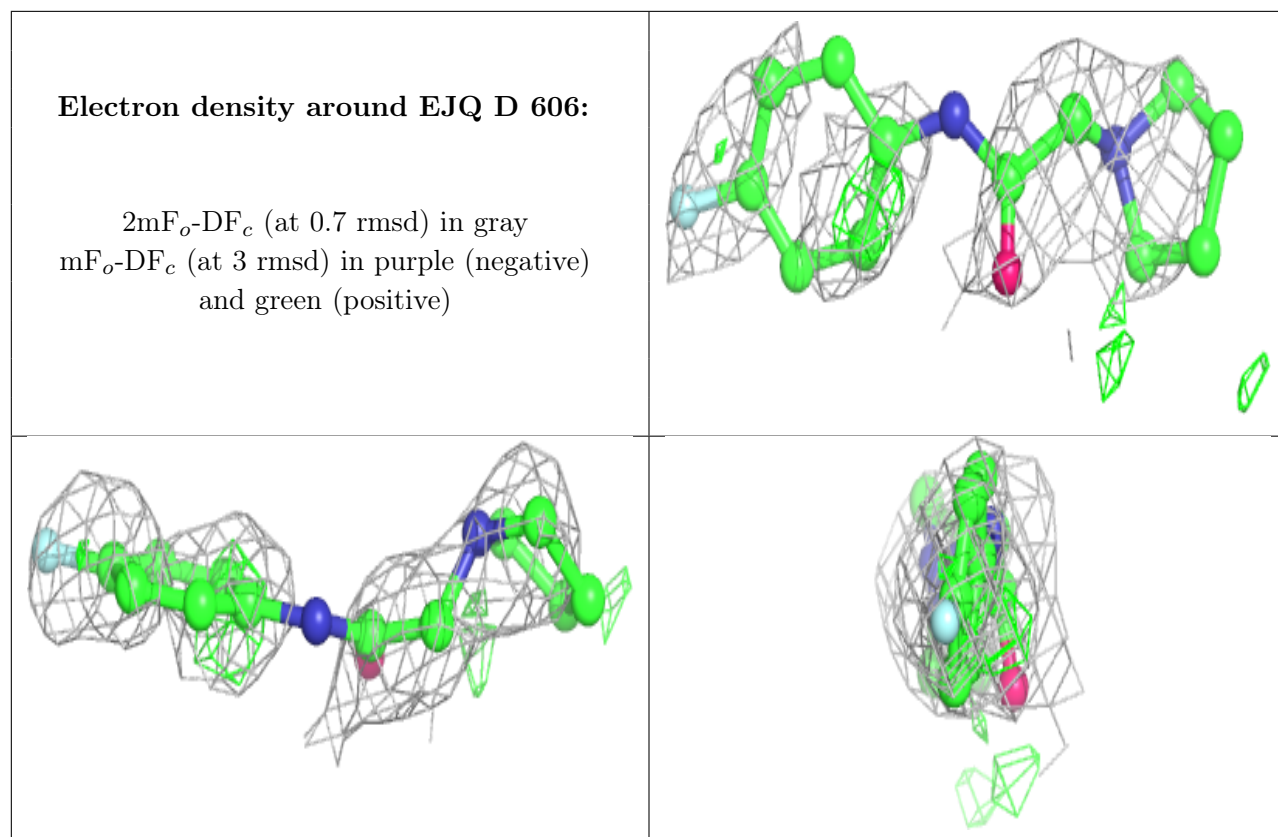 Electron density around EJQ D 606:
2mFo-DFc (at 0.7 rmsd) in gray
mFo-DFc (at 3 rmsd) in purple (negative)
and green (positive)